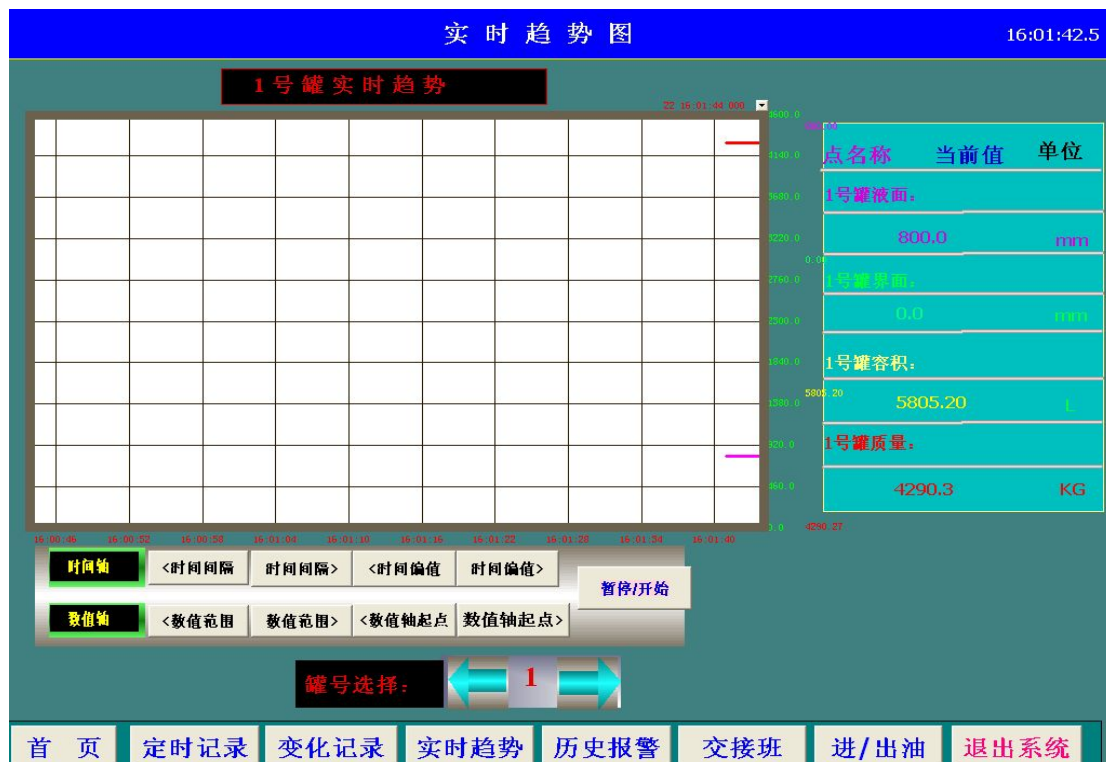 实时趋势图
16:01:42.5
1号罐实时趋势
22 16:01:44 000
4600.0
4140.0
3680.0
3220.0
2760.0
1840.0
920.0
460.0
0.0
0.00
5805.20
4290.27
点名称 当前值 单位
1号罐液面:
800.0 mm
1号罐界面:
0.0 mm
1号罐容积:
5805.20 L
1号罐质量:
4290.3 KG
16:00:46 16:00:52 16:00:58 16:01:04 16:01:10 16:01:16 16:01:22 16:01:28 16:01:34 16:01:40
时间轴 <时间间隔 时间间隔> <时间偏值 时间偏值>
暂停/开始
数值轴 <数值范围 数值范围> <数值轴起点 数值轴起点>
罐号选择: 1
首 页 定时记录 变化记录 实时趋势 历史报警 交接班 进/出油 退出系统